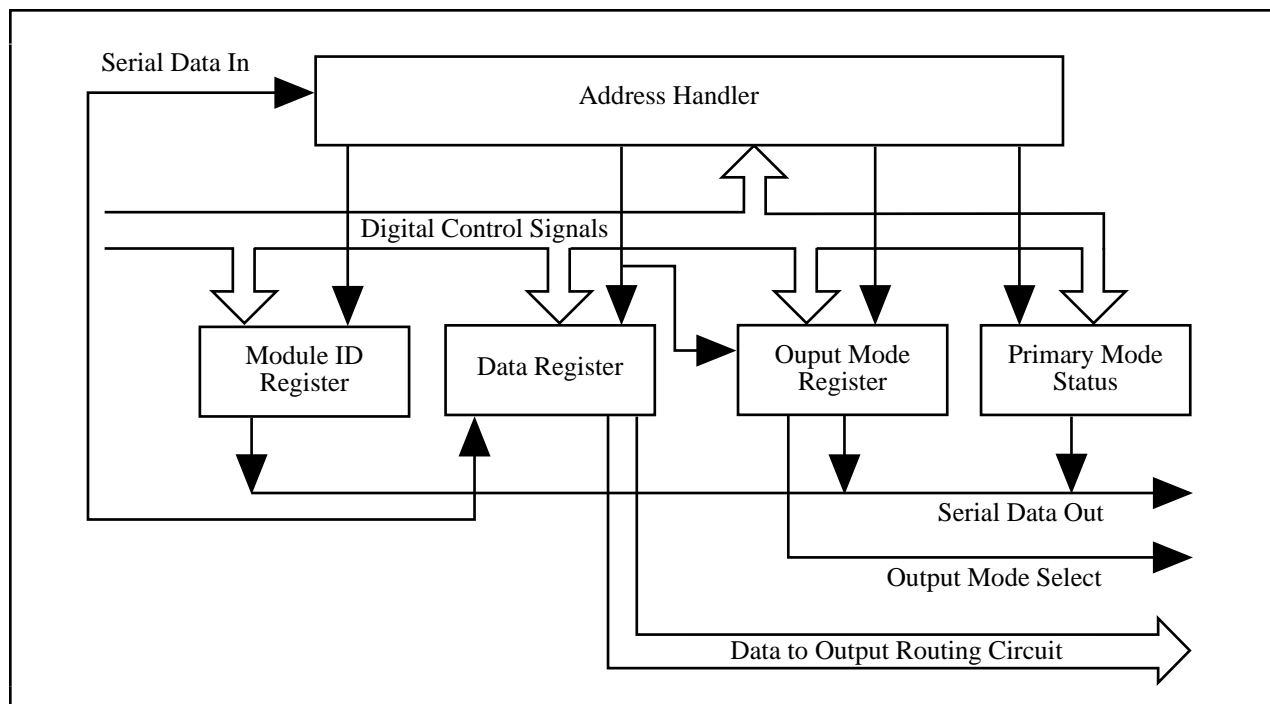 Serial Data In
Address Handler
Digital Control Signals
Module ID
Register
Data Register
Ouput Mode
Register
Primary Mode
Status
Serial Data Out
Output Mode Select
Data to Output Routing Circuit